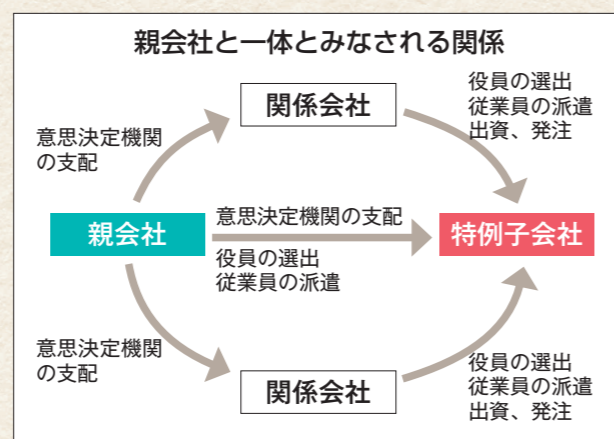 親会社と一体とみなされる関係
関係会社
役員の選出
従業員の派遣
出資、発注
意思決定機関
の支配
親会社
意思決定機関の支配
役員の選出
従業員の派遣
特例子会社
意思決定機関
の支配
関係会社
役員の選出
従業員の派遣
出資、発注